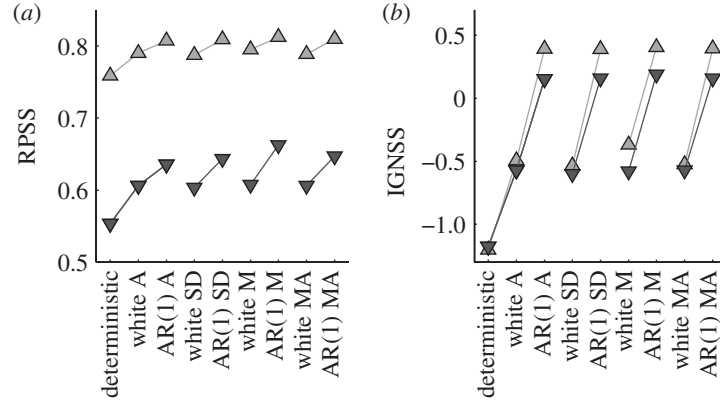 (a)
RPSS
0.8
0.7
0.6
0.5
deterministic
white A
AR(1) A
white SD
AR(1) SD
white M
AR(1) M
white MA
AR(1) MA
(b)
IGNSS
0.5
0
−0.5
−1.0
deterministic
white A
AR(1) A
white SD
AR(1) SD
white M
AR(1) M
white MA
AR(1) MA